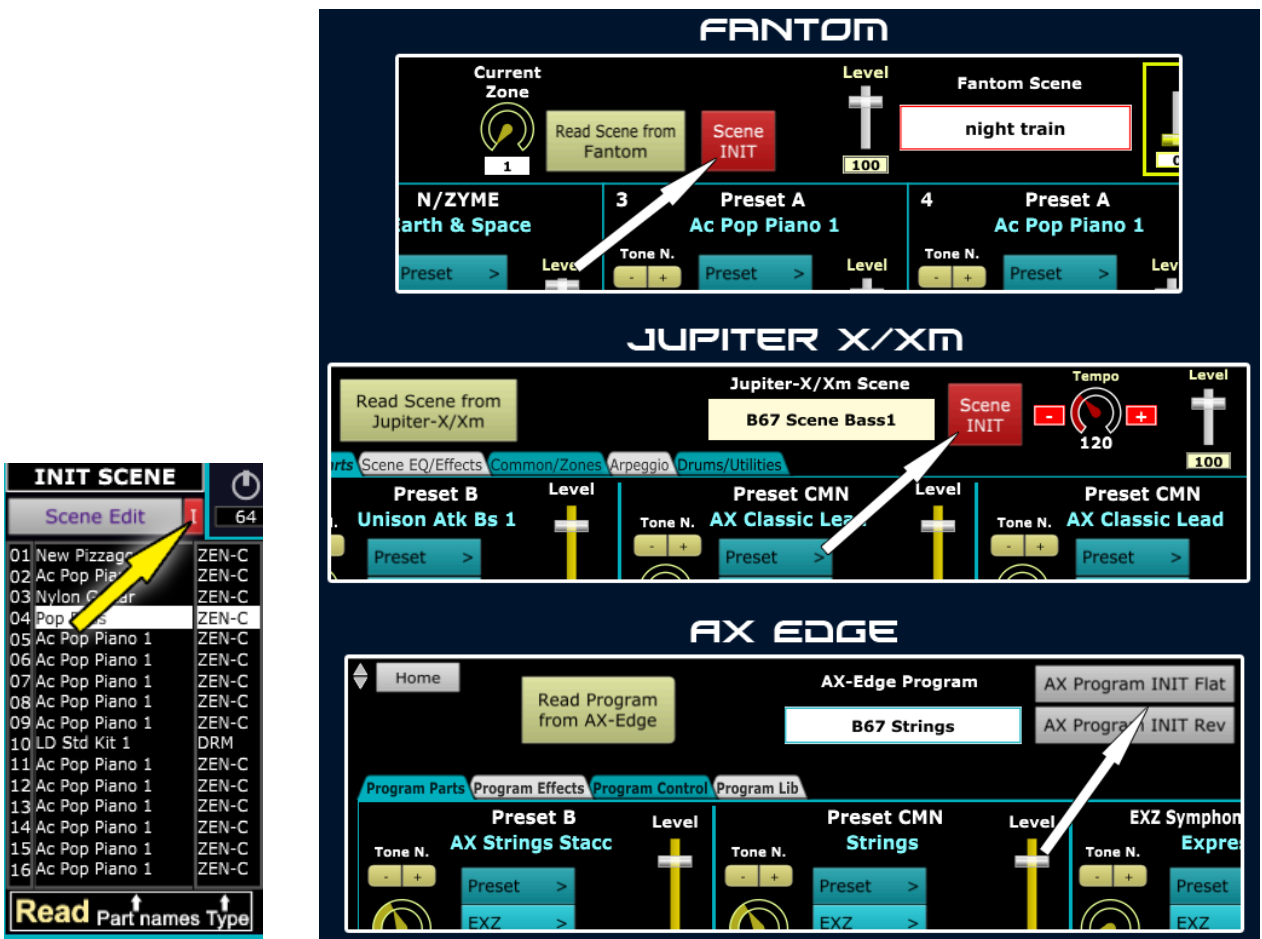 INIT SCENE
Scene Edit I
64
01 New Pizzag ZEN-C
02 Ac Pop Pia ZEN-C
03 Nylon G ar ZEN-C
04 Pop s ZEN-C
05 Ac Pop Piano 1 ZEN-C
06 Ac Pop Piano 1 ZEN-C
07 Ac Pop Piano 1 ZEN-C
08 Ac Pop Piano 1 ZEN-C
09 Ac Pop Piano 1 ZEN-C
10 LD Std Kit 1 DRM
11 Ac Pop Piano 1 ZEN-C
12 Ac Pop Piano 1 ZEN-C
13 Ac Pop Piano 1 ZEN-C
14 Ac Pop Piano 1 ZEN-C
15 Ac Pop Piano 1 ZEN-C
16 Ac Pop Piano 1 ZEN-C
Read Part names Type
FANTOM
Current
Zone
1
Read Scene from
Fantom
Scene
INIT
Level
100
Fantom Scene
night train
N/ZYME
arth & Space
Preset >
Level
3 Preset A
Ac Pop Piano 1
Tone N.
- +
Preset >
Level
4 Preset A
Ac Pop Piano 1
Tone N.
- +
Preset >
Lev
JUPITER X/XM
Read Scene from
Jupiter-X/Xm
Jupiter-X/Xm Scene
B67 Scene Bass1
Scene
INIT
Tempo
- +
120
Level
100
rts Scene EQ/Effects Common/Zones Arpeggio Drums/Utilities
Preset B
Unison Atk Bs 1
Preset >
Level
Preset CMN
AX Classic Lead
Tone N.
- +
Preset >
Level
Preset CMN
AX Classic Lead
Tone N.
- +
Preset >
AX EDGE
Home
Read Program
from AX-Edge
AX-Edge Program
B67 Strings
AX Program INIT Flat
AX Program INIT Rev
Program Parts Program Effects Program Control Program Lib
Preset B
AX Strings Stacc
Tone N.
- +
Preset >
EXZ >
Level
Preset CMN
Strings
Tone N.
- +
Preset >
EXZ >
Level
EXZ Symphon
Expre
Tone N.
- +
Preset
EXZ